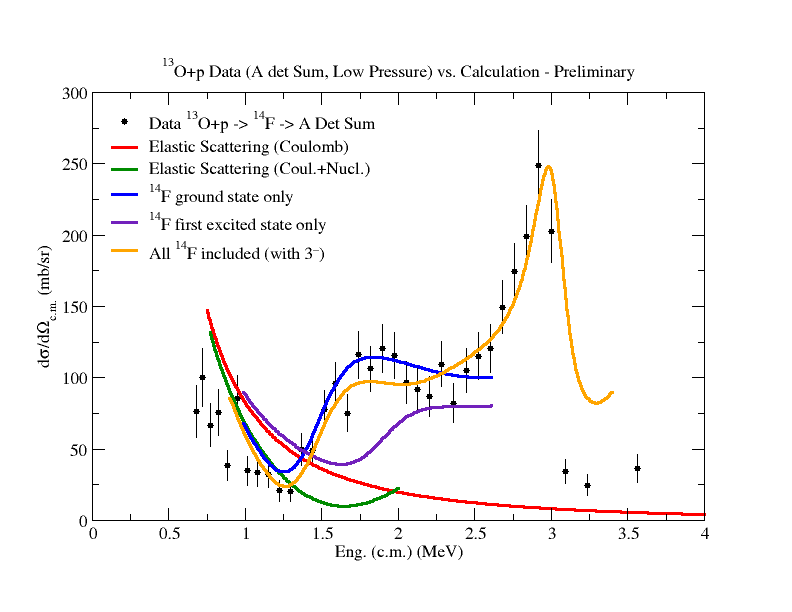 ¹³O+p Data (A det Sum, Low Pressure) vs. Calculation - Preliminary
300
250
200
150
100
50
0
dσ/dΩc.m. (mb/sr)
Data ¹³O+p -> ¹⁴F -> A Det Sum
Elastic Scattering (Coulomb)
Elastic Scattering (Coul.+Nucl.)
¹⁴F ground state only
¹⁴F first excited state only
All ¹⁴F included (with 3⁻)
0 0.5 1 1.5 2 2.5 3 3.5 4
Eng. (c.m.) (MeV)